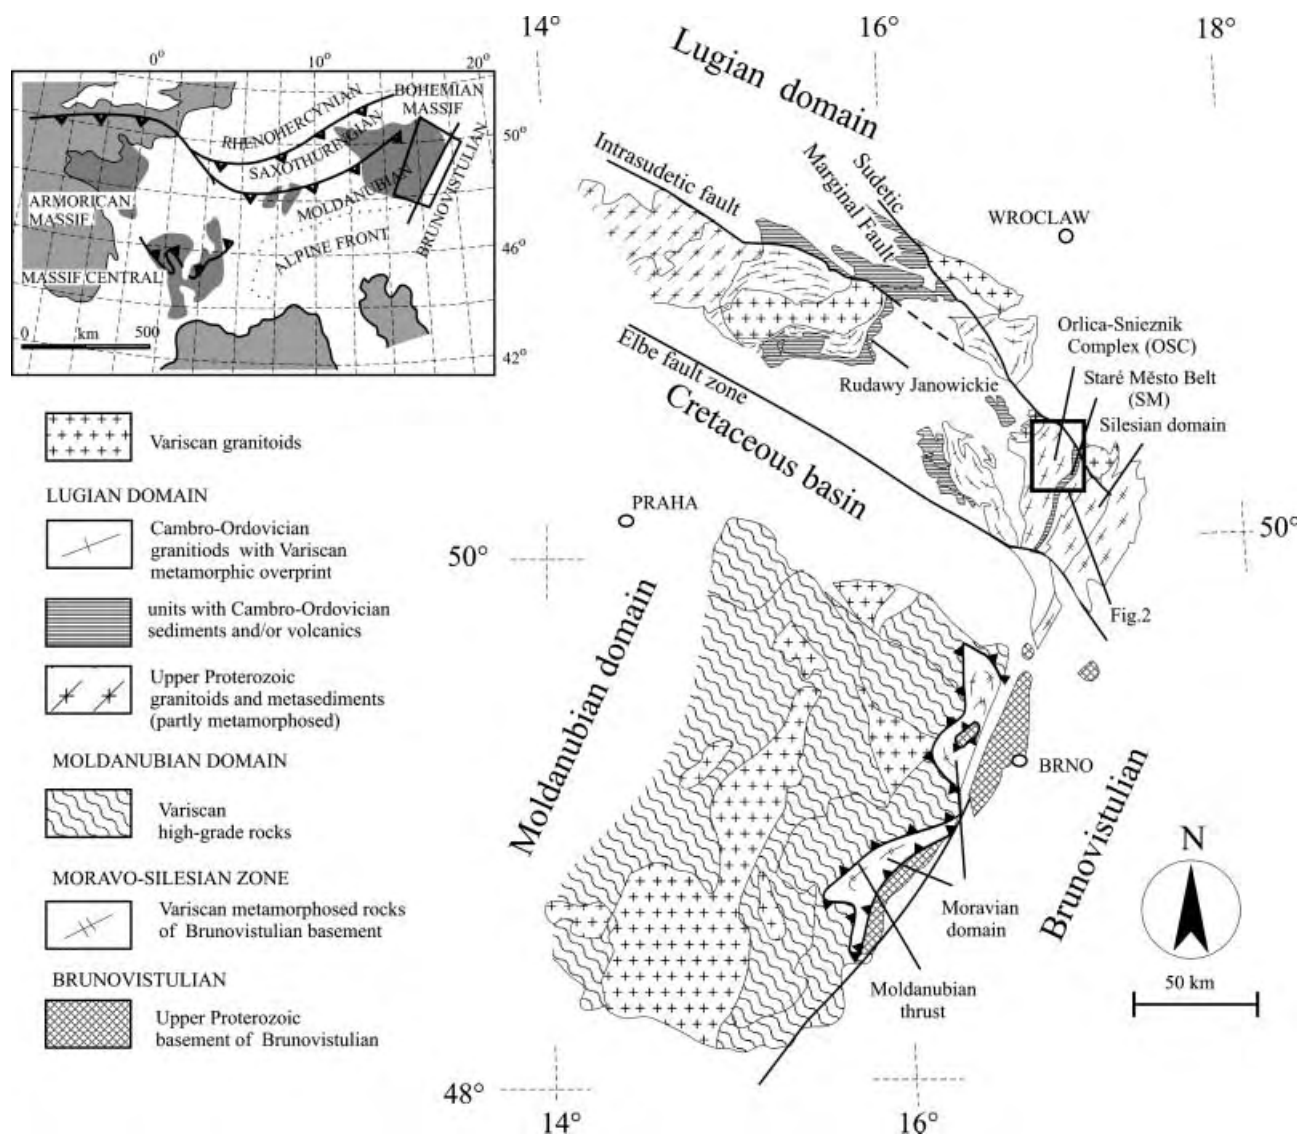 14°
16°
18°
0°
10°
20°
50°
46°
42°
BOHEMIAN
MASSIF
RHENOHERCYNIAN
SAXOTHURINGIAN
MOLDANUBIAN
BRUNOVISTULIAN
ARMORICAN
MASSIF
ALPINE FRONT
MASSIF CENTRAL
0 km 500
Lugian domain
Intrasudetic fault
Sudetic
Marginal Fault
WROCLAW
Elbe fault zone
Cretaceous basin
Rudawy Janowickie
Orlica-Snieznik
Complex (OSC)
Staré Mĕsto Belt
(SM)
Silesian domain
PRAHA
50°
50°
Fig.2
Moldanubian domain
BRNO
Brunovistulian
Moravian
domain
Moldanubian
thrust
N
50 km
48°
14°
16°
Variscan granitoids
LUGIAN DOMAIN
Cambro-Ordovician
granitiods with Variscan
metamorphic overprint
units with Cambro-Ordovician
sediments and/or volcanics
Upper Proterozoic
granitoids and metasediments
(partly metamorphosed)
MOLDANUBIAN DOMAIN
Variscan
high-grade rocks
MORAVO-SILESIAN ZONE
Variscan metamorphosed rocks
of Brunovistulian basement
BRUNOVISTULIAN
Upper Proterozoic
basement of Brunovistulian